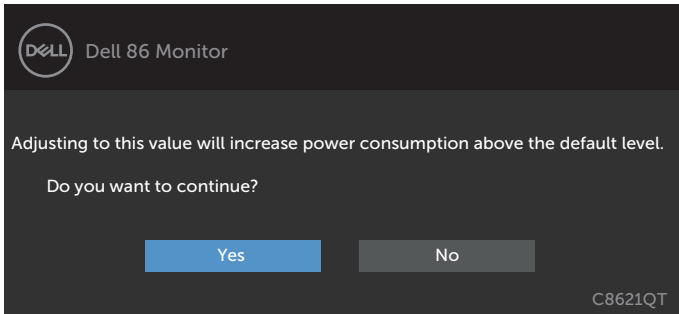 DELL Dell 86 Monitor
Adjusting to this value will increase power consumption above the default level.
Do you want to continue?
Yes No
C8621QT